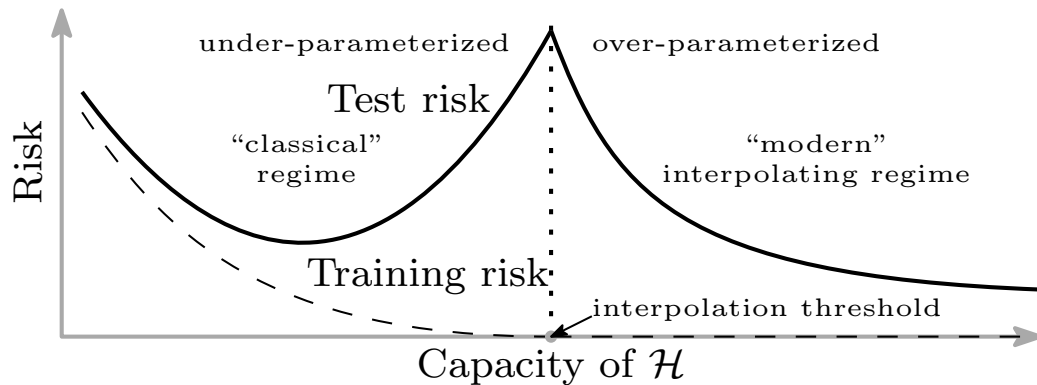 under-parameterized
over-parameterized
Test risk
“classical”
regime
“modern”
interpolating regime
Risk
Training risk
interpolation threshold
Capacity of ℋ